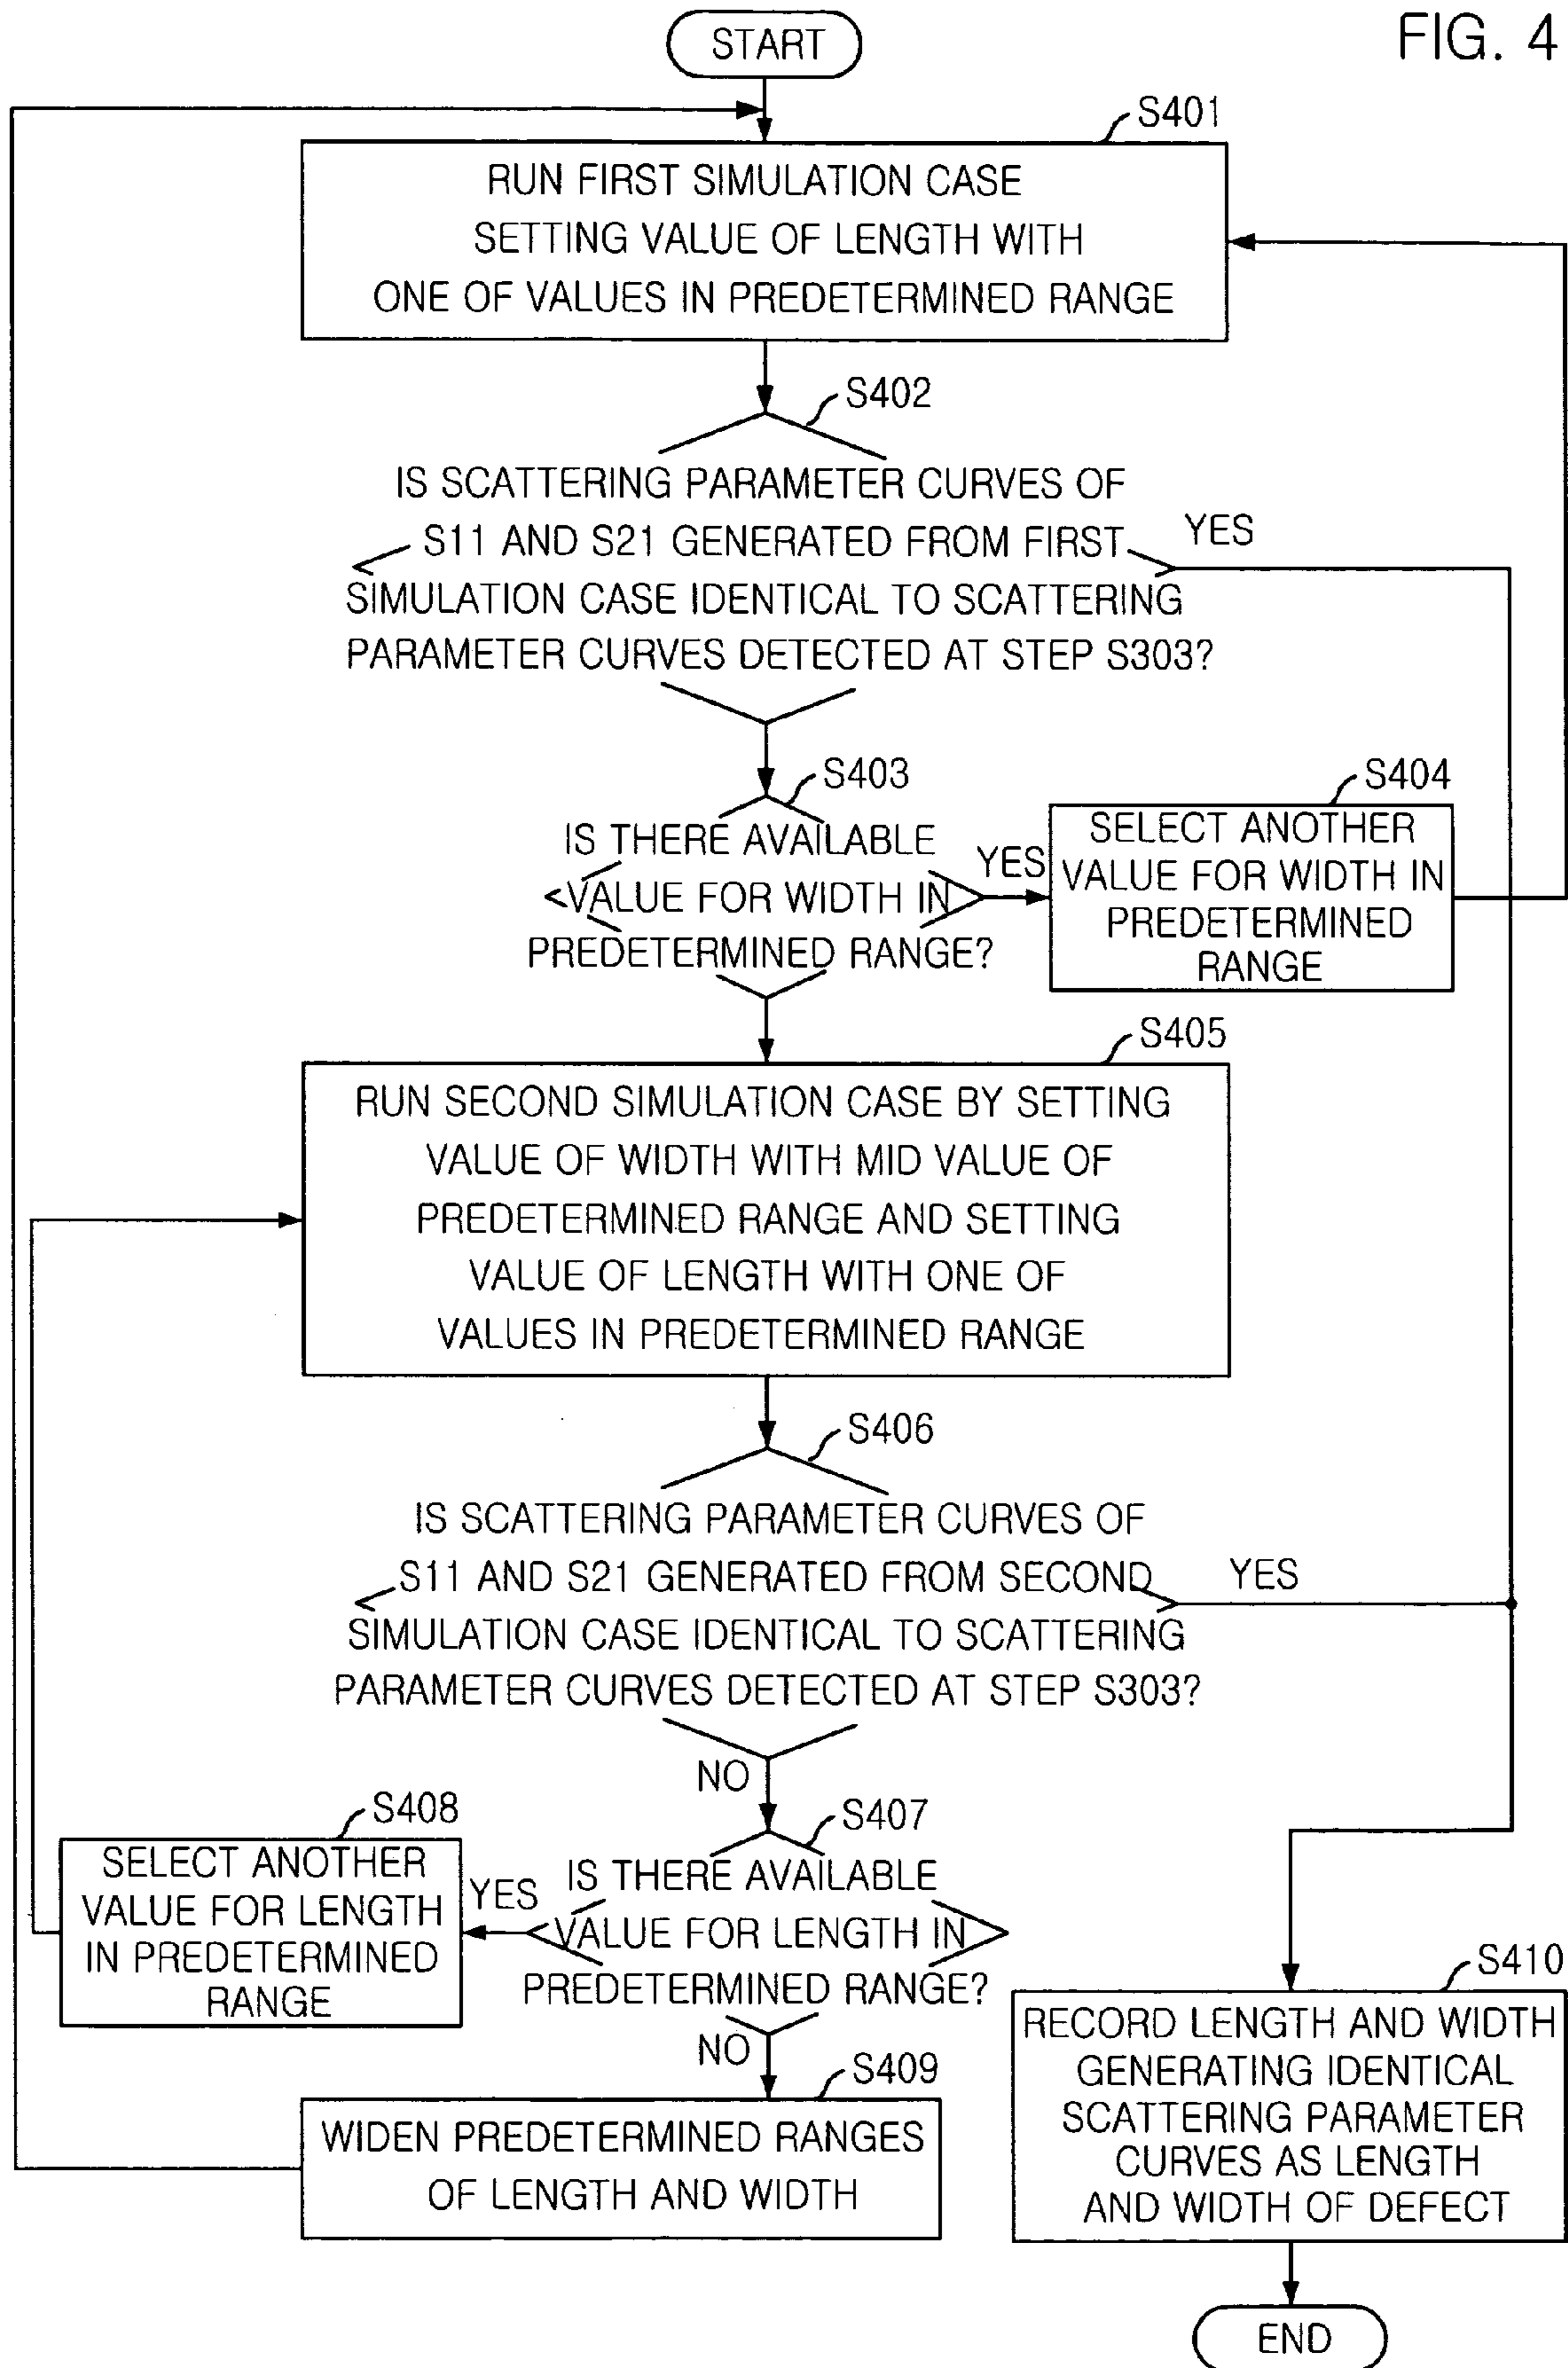 FIG. 4
START
S401
RUN FIRST SIMULATION CASE
SETTING VALUE OF LENGTH WITH
ONE OF VALUES IN PREDETERMINED RANGE
S402
IS SCATTERING PARAMETER CURVES OF
S11 AND S21 GENERATED FROM FIRST
SIMULATION CASE IDENTICAL TO SCATTERING
PARAMETER CURVES DETECTED AT STEP S303?
YES
S403
IS THERE AVAILABLE
VALUE FOR WIDTH IN
PREDETERMINED RANGE?
YES
S404
SELECT ANOTHER
VALUE FOR WIDTH IN
PREDETERMINED
RANGE
S405
RUN SECOND SIMULATION CASE BY SETTING
VALUE OF WIDTH WITH MID VALUE OF
PREDETERMINED RANGE AND SETTING
VALUE OF LENGTH WITH ONE OF
VALUES IN PREDETERMINED RANGE
S406
IS SCATTERING PARAMETER CURVES OF
S11 AND S21 GENERATED FROM SECOND
SIMULATION CASE IDENTICAL TO SCATTERING
PARAMETER CURVES DETECTED AT STEP S303?
YES
NO
S407
IS THERE AVAILABLE
VALUE FOR LENGTH IN
PREDETERMINED RANGE?
YES
S408
SELECT ANOTHER
VALUE FOR LENGTH
IN PREDETERMINED
RANGE
NO
S409
WIDEN PREDETERMINED RANGES
OF LENGTH AND WIDTH
S410
RECORD LENGTH AND WIDTH
GENERATING IDENTICAL
SCATTERING PARAMETER
CURVES AS LENGTH
AND WIDTH OF DEFECT
END